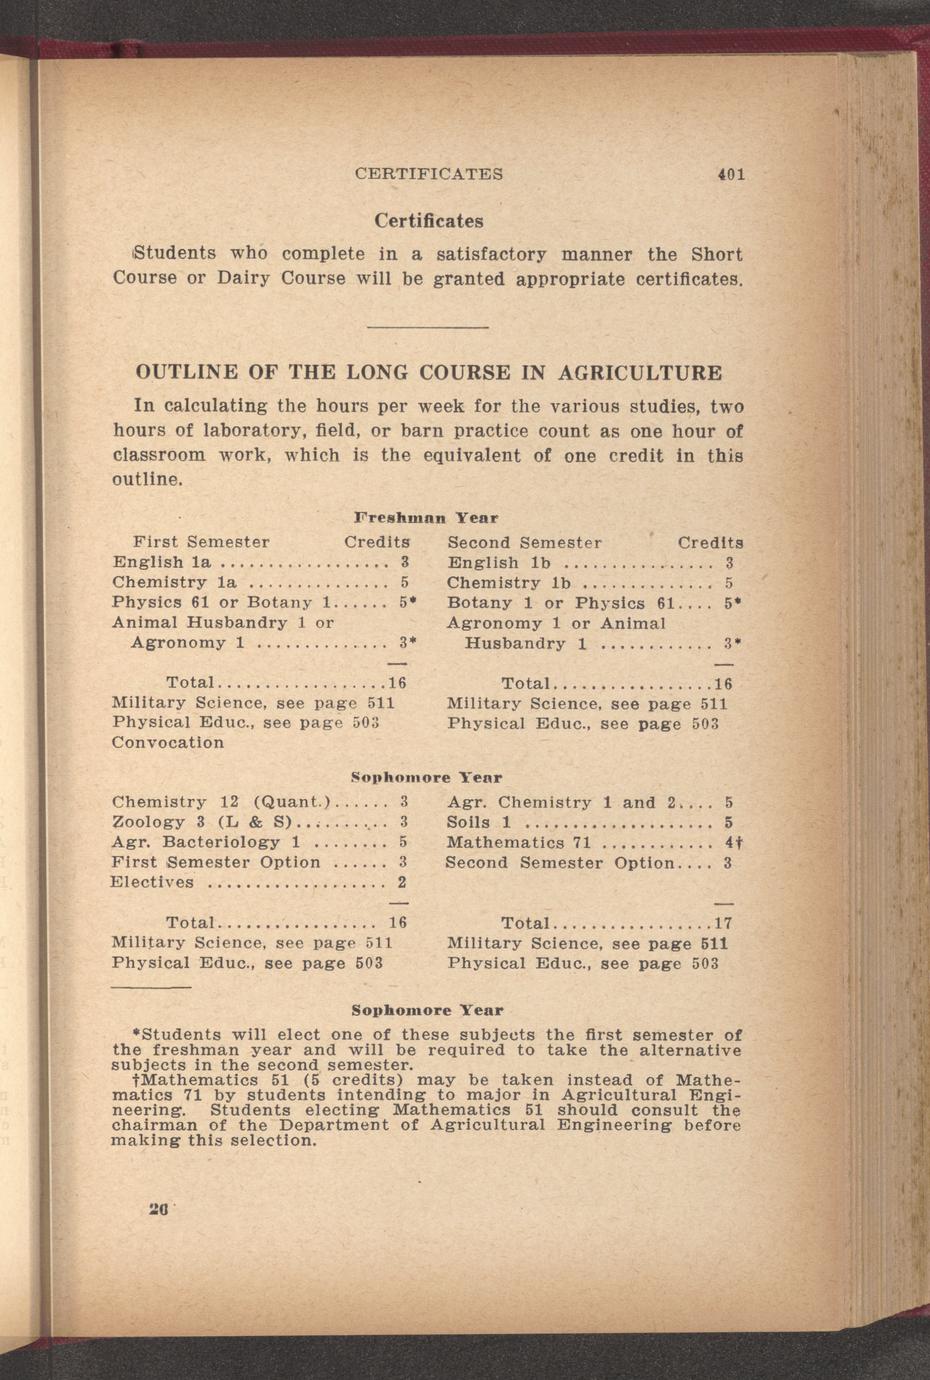 CERTIFICATES 401
Certificates
Students who complete in a satisfactory manner the Short
Course or Dairy Course will be granted appropriate certificates.
OUTLINE OF THE LONG COURSE IN AGRICULTURE
In calculating the hours per week for the various studies, two
hours of laboratory, field, or barn practice count as one hour of
classroom work, which is the equivalent of one credit in this
outline.
Freshman Year
First Semester Credits
English 1a .................. 3
Chemistry 1a ............... 5
Physics 61 or Botany 1...... 5*
Animal Husbandry 1 or
Agronomy 1 .............. 3*
Total..................16
Military Science, see page 511
Physical Educ., see page 503
Convocation
Second Semester Credits
English 1b ................ 3
Chemistry 1b .............. 5
Botany 1 or Physics 61.... 5*
Agronomy 1 or Animal
Husbandry 1 ............ 3*
Total.................16
Military Science, see page 511
Physical Educ., see page 503
Sophomore Year
Chemistry 12 (Quant.)...... 3
Zoology 3 (L & S).......... 3
Agr. Bacteriology 1 ........ 5
First Semester Option ...... 3
Electives ................... 2
Total................. 16
Military Science, see page 511
Physical Educ., see page 503
Agr. Chemistry 1 and 2.... 5
Soils 1 .................... 5
Mathematics 71 ............ 4†
Second Semester Option.... 3
Total.................17
Military Science, see page 511
Physical Educ., see page 503
Sophomore Year
*Students will elect one of these subjects the first semester of
the freshman year and will be required to take the alternative
subjects in the second semester.
†Mathematics 51 (5 credits) may be taken instead of Mathe-
matics 71 by students intending to major in Agricultural Engi-
neering. Students electing Mathematics 51 should consult the
chairman of the Department of Agricultural Engineering before
making this selection.
26